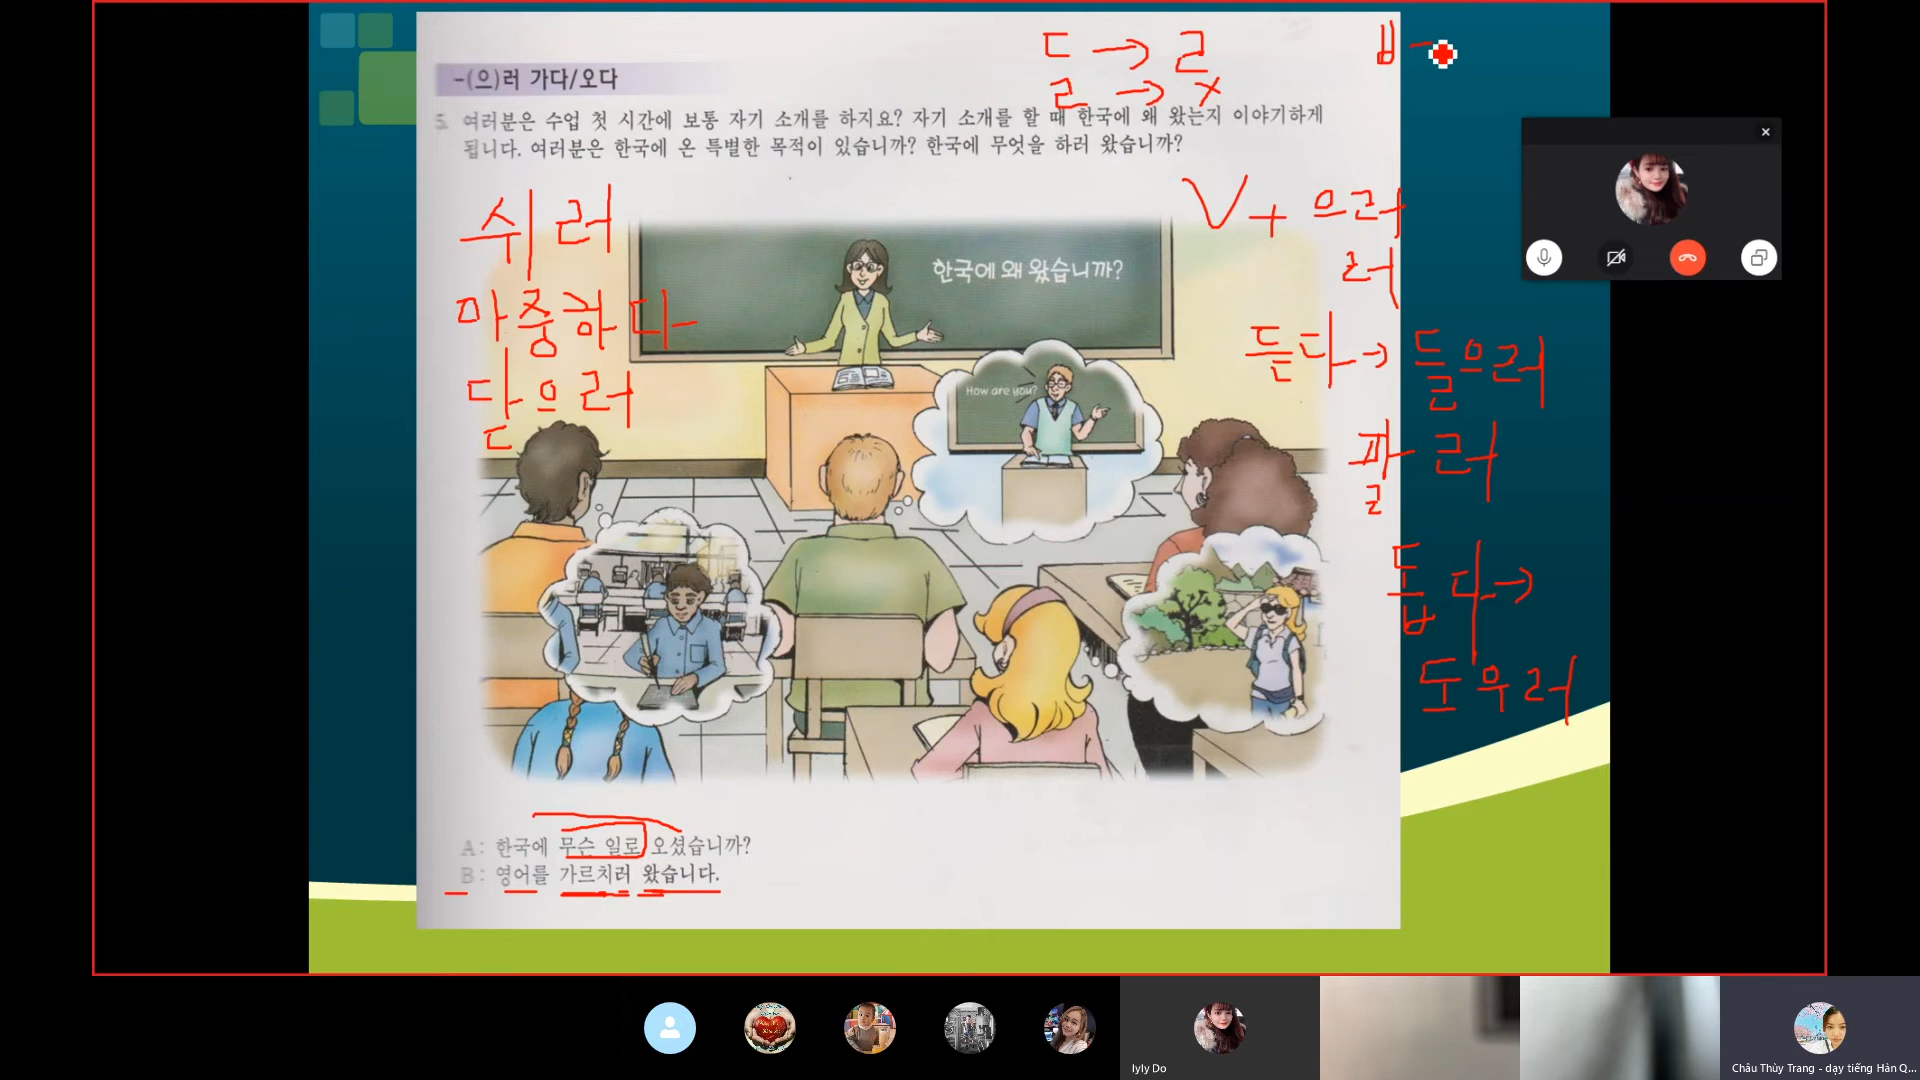 -(으)러 가다/오다
5. 여러분은 수업 첫 시간에 보통 자기 소개를 하지요? 자기 소개를 할 때 한국에 왜 왔는지 이야기하게
됩니다. 여러분은 한국에 온 특별한 목적이 있습니까? 한국에 무엇을 하러 왔습니까?
ㄷ → ㄹ
ㄹ → X
ㅂ
쉬러
마중하다
닫으러
V + 으러
러
듣다 → 들으러
팔러
돕다 →
도우러
한국에 왜 왔습니까?
How are you?
A: 한국에 무슨 일로 오셨습니까?
B: 영어를 가르치러 왔습니다.
lyly Do
Châu Thùy Trang - dạy tiếng Hàn Q...